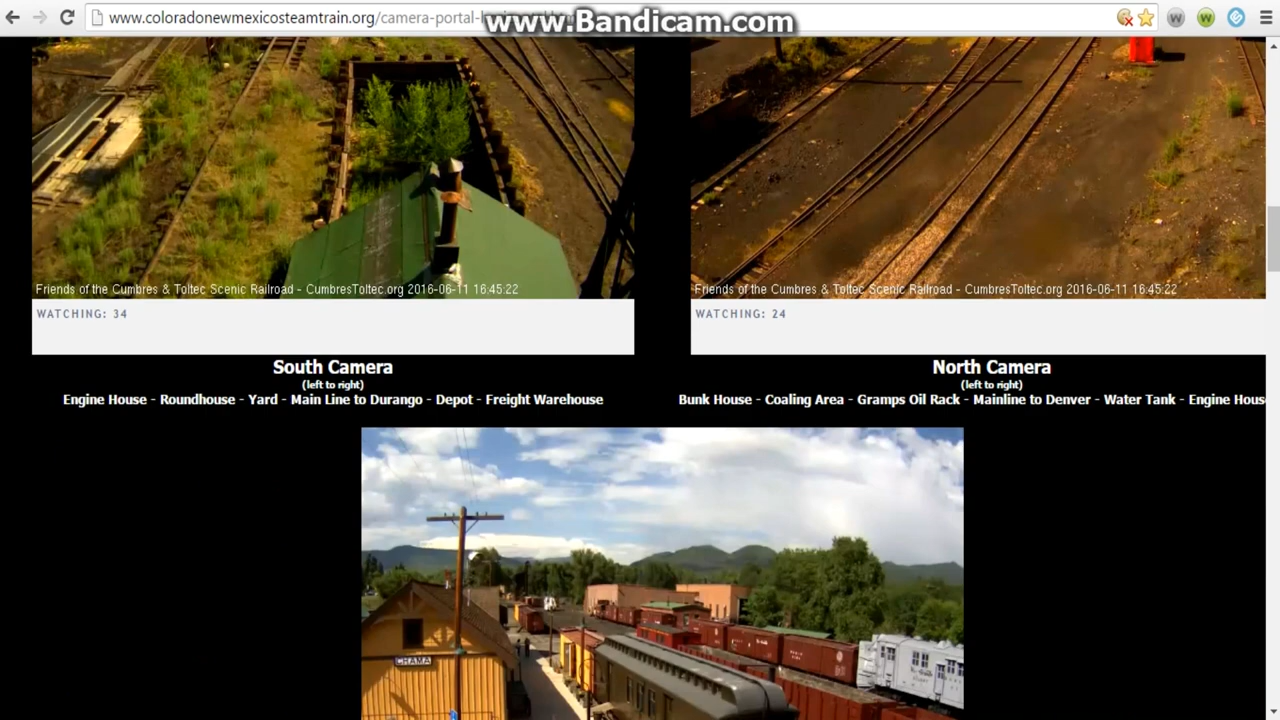 www.coloradonewmexicosteamtrain.org/camera-portal-l
www.Bandicam.com
Friends of the Cumbres & Toltec Scenic Railroad - CumbresToltec.org 2016-06-11 16:45:22
Friends of the Cumbres & Toltec Scenic Railroad - CumbresToltec.org 2016-06-11 16:45:22
WATCHING: 34
WATCHING: 24
South Camera
(left to right)
Engine House - Roundhouse - Yard - Main Line to Durango - Depot - Freight Warehouse
North Camera
(left to right)
Bunk House - Coaling Area - Gramps Oil Rack - Mainline to Denver - Water Tank - Engine Hous
CHAMA